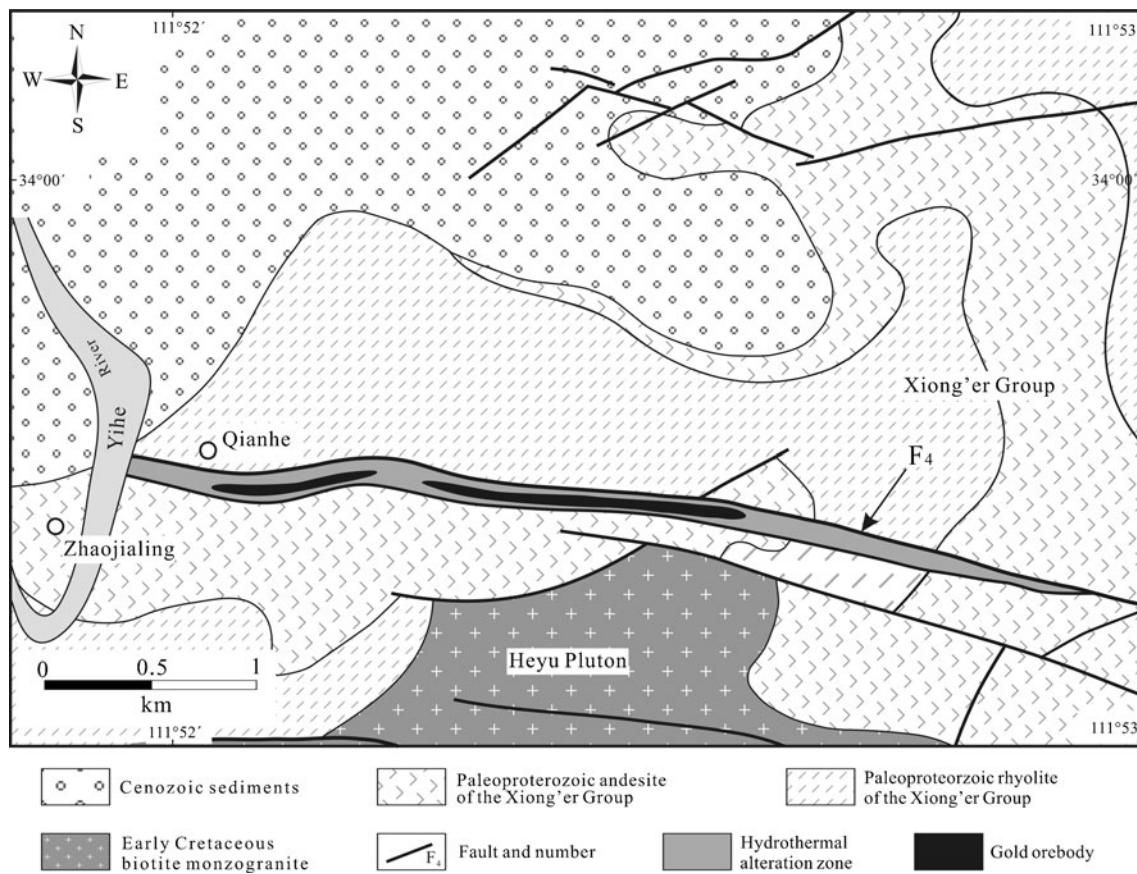 111°52′
111°53′
N
W E
S
34°00′
34°00′
River
Yihe
Xiong’er Group
Qianhe
F4
Zhaojialing
Heyu Pluton
0 0.5 1
km
111°52′
111°53′
Cenozoic sediments
Paleoproterozoic andesite
of the Xiong’er Group
Paleoproteorzoic rhyolite
of the Xiong’er Group
Early Cretaceous
biotite monzogranite
F4
Fault and number
Hydrothermal
alteration zone
Gold orebody